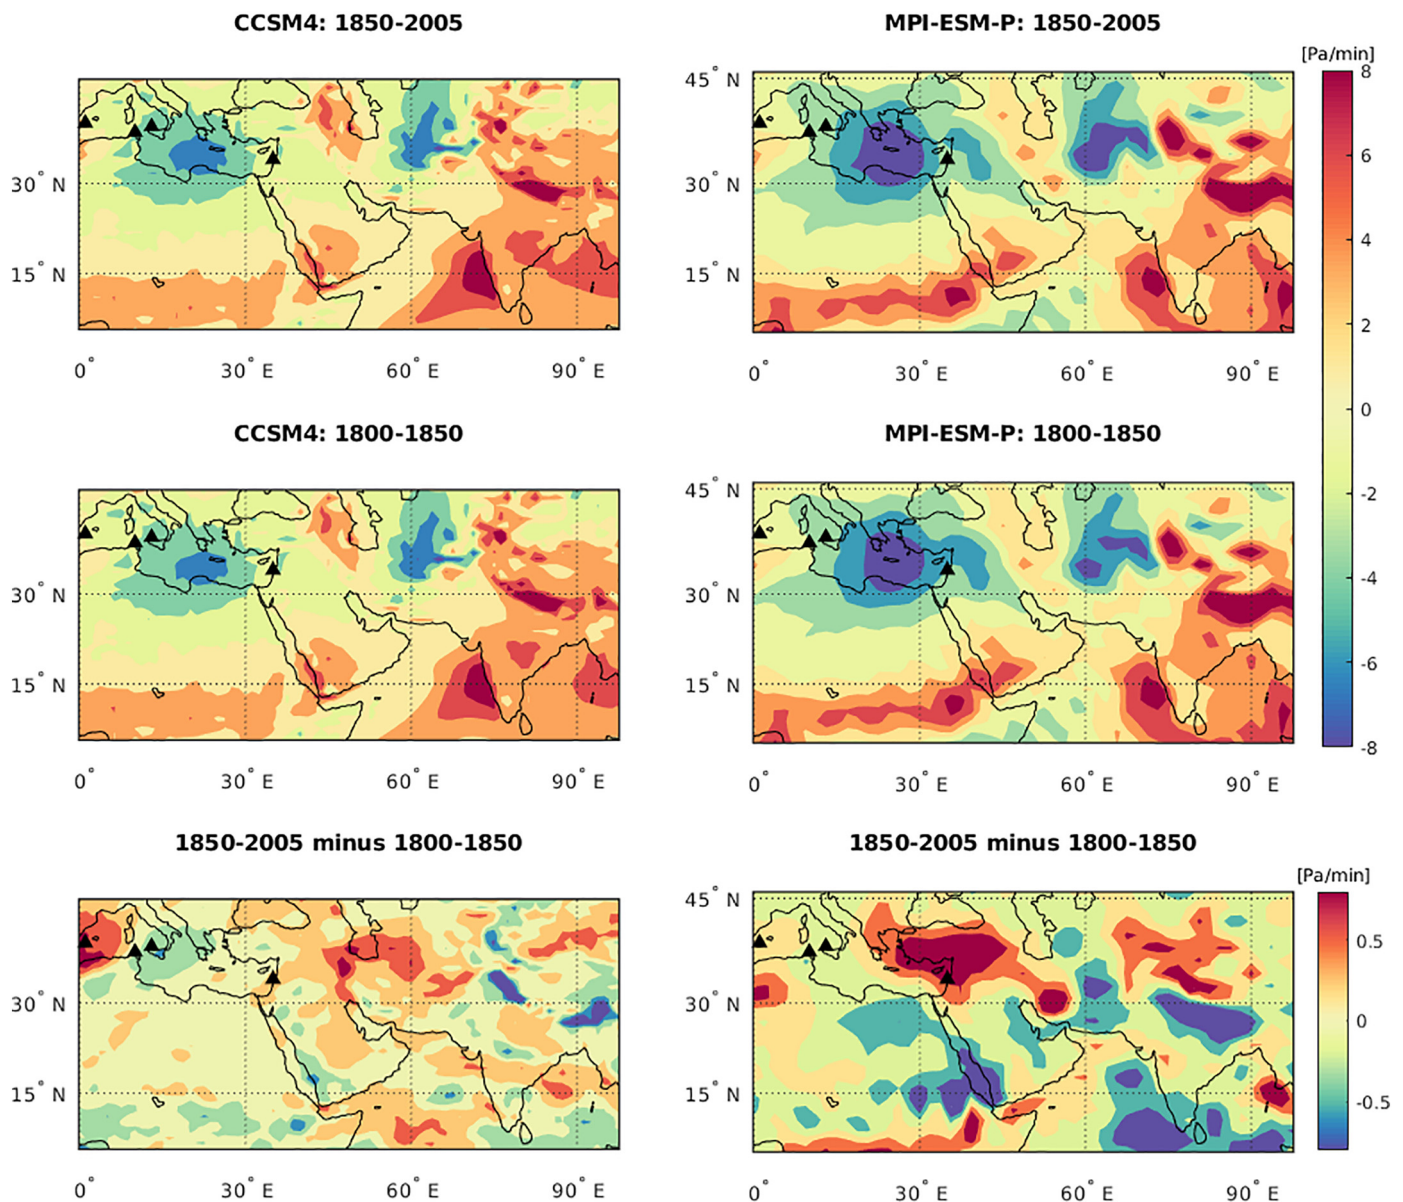 CCSM4: 1850-2005
MPI-ESM-P: 1850-2005
[Pa/min]
45° N
8
6
30° N
30° N
4
2
15° N
15° N
0
0° 30° E 60° E 90° E
0° 30° E 60° E 90° E
CCSM4: 1800-1850
MPI-ESM-P: 1800-1850
45° N
-2
30° N
30° N
-4
-6
15° N
15° N
-8
0° 30° E 60° E 90° E
0° 30° E 60° E 90° E
1850-2005 minus 1800-1850
1850-2005 minus 1800-1850
[Pa/min]
45° N
0.5
30° N
30° N
0
15° N
15° N
-0.5
0° 30° E 60° E 90° E
0° 30° E 60° E 90° E